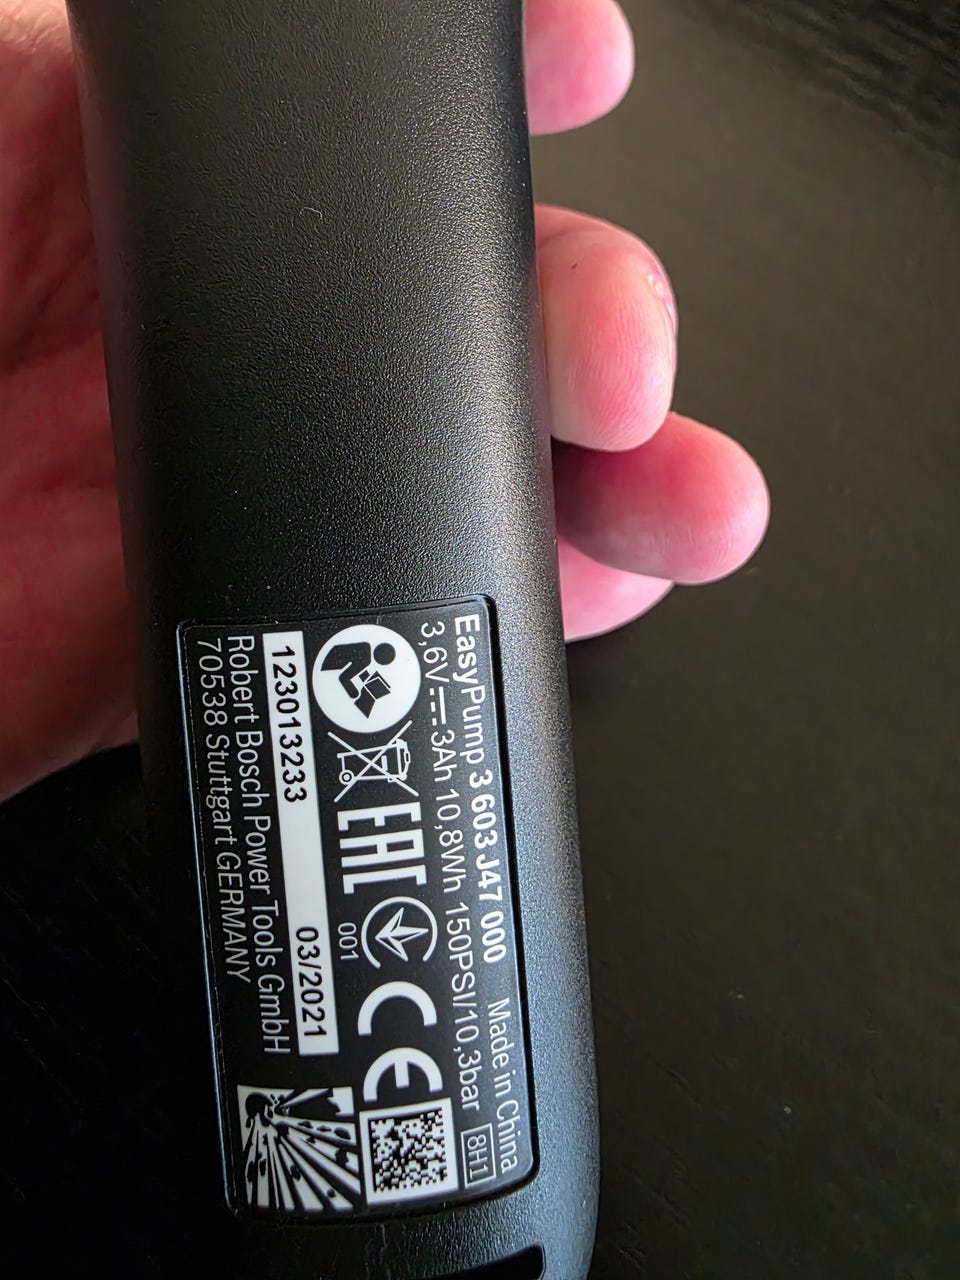 EasyPump 3 603 J47 000 Made in China
3,6V 3Ah 10,8Wh 150PSI/10,3bar 8H1
EAC 001 CE
123013233 03/2021
Robert Bosch Power Tools GmbH
70538 Stuttgart GERMANY